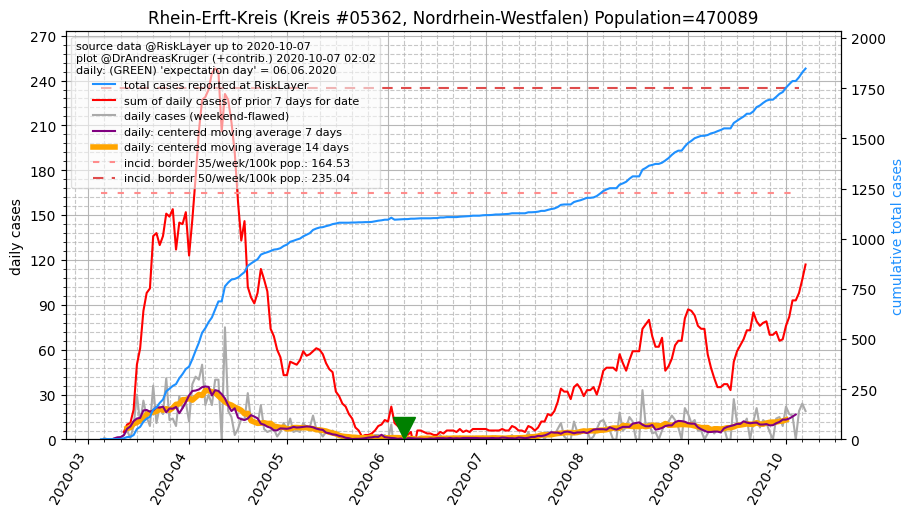 Rhein-Erft-Kreis (Kreis #05362, Nordrhein-Westfalen) Population=470089
source data @RiskLayer up to 2020-10-07
plot @DrAndreasKruger (+contrib.) 2020-10-07 02:02
daily: (GREEN) 'expectation day' = 06.06.2020
total cases reported at RiskLayer
sum of daily cases of prior 7 days for date
daily cases (weekend-flawed)
daily: centered moving average 7 days
daily: centered moving average 14 days
incid. border 35/week/100k pop.: 164.53
incid. border 50/week/100k pop.: 235.04
daily cases
270
240
210
180
150
120
90
60
30
0
cumulative total cases
2000
1750
1500
1250
1000
750
500
250
0
2020-03
2020-04
2020-05
2020-06
2020-07
2020-08
2020-09
2020-10